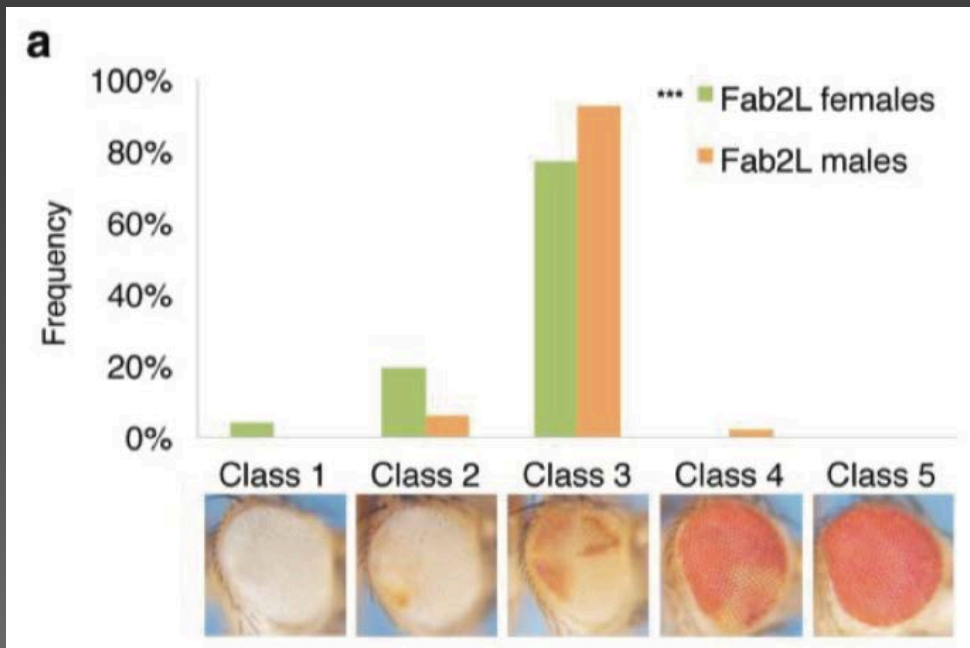 a
100%
80%
60%
40%
20%
0%
Frequency
*** Fab2L females
Fab2L males
Class 1 Class 2 Class 3 Class 4 Class 5